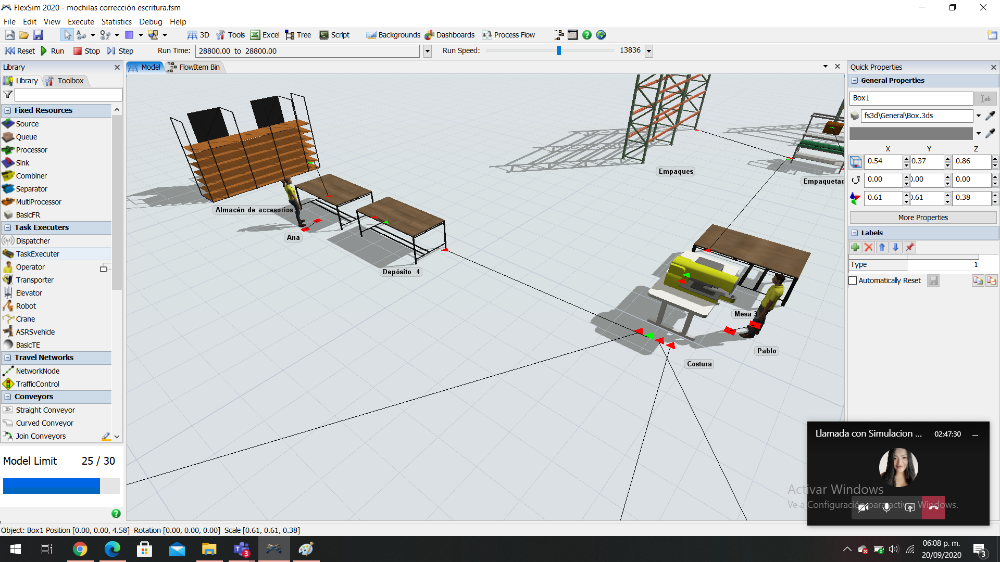 FlexSim 2020 - mochilas corrección escritura.fsm
File Edit View Execute Statistics Debug Help
3D Tools Excel Tree Script Backgrounds Dashboards Process Flow
Reset Run Stop Step Run Time: 28800.00 to 28800.00 Run Speed: 13836
Library
Library Toolbox
Fixed Resources
Source
Queue
Processor
Sink
Combiner
Separator
MultiProcessor
BasicFR
Task Executers
Dispatcher
TaskExecuter
Operator
Transporter
Elevator
Robot
Crane
ASRSvehicle
BasicTE
Travel Networks
NetworkNode
TrafficControl
Conveyors
Straight Conveyor
Curved Conveyor
Join Conveyors
Model Limit 25 / 30
Model FlowItem Bin
Empaques
Empaquetad
Almacén de accesorios
Ana
Depósito 4
Mesa 3
Pablo
Costura
Quick Properties
General Properties
Box1
fs3d\General\Box.3ds
X Y Z
0.54 0.37 0.86
0.00 0.00 0.00
0.61 0.61 0.38
More Properties
Labels
Type 1
Automatically Reset
Llamada con Simulacion ... 02:47:30
Activar Windows
Ve a Configuración para activar Windows.
Object: Box1 Position [0.00, 0.00, 4.58] Rotation [0.00, 0.00, 0.00] Scale [0.61, 0.61, 0.38]
3
06:08 p. m.
20/09/2020
3